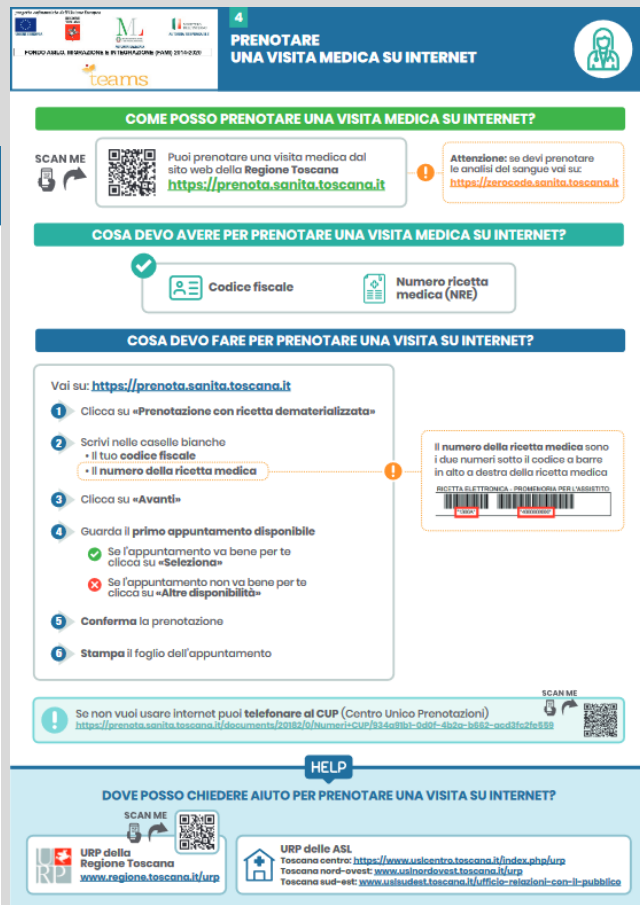 progetto cofinanziato da l'Unione Europea
UNIONE EUROPEA
FONDO ASILO, MIGRAZIONE E INTEGRAZIONE (FAMI) 2014-2020
teams
4
PRENOTARE
UNA VISITA MEDICA SU INTERNET
COME POSSO PRENOTARE UNA VISITA MEDICA SU INTERNET?
SCAN ME
Puoi prenotare una visita medica dal
sito web della Regione Toscana
https://prenota.sanita.toscana.it
Attenzione: se devi prenotare
le analisi del sangue vai su:
https://zerocode.sanita.toscana.it
COSA DEVO AVERE PER PRENOTARE UNA VISITA MEDICA SU INTERNET?
Codice fiscale
Numero ricetta
medica (NRE)
COSA DEVO FARE PER PRENOTARE UNA VISITA SU INTERNET?
Vai su: https://prenota.sanita.toscana.it
1 Clicca su «Prenotazione con ricetta dematerializzata»
2 Scrivi nelle caselle bianche
• Il tuo codice fiscale
• Il numero della ricetta medica
3 Clicca su «Avanti»
4 Guarda il primo appuntamento disponibile
Se l'appuntamento va bene per te
clicca su «Seleziona»
Se l'appuntamento non va bene per te
clicca su «Altre disponibilità»
5 Conferma la prenotazione
6 Stampa il foglio dell'appuntamento
Il numero della ricetta medica sono
i due numeri sotto il codice a barre
in alto a destra della ricetta medica
RICETTA ELETTRONICA - PROMEMORIA PER L'ASSISTITO
SCAN ME
Se non vuoi usare internet puoi telefonare al CUP (Centro Unico Prenotazioni)
HELP
DOVE POSSO CHIEDERE AIUTO PER PRENOTARE UNA VISITA SU INTERNET?
SCAN ME
URP
URP della
Regione Toscana
www.regione.toscana.it/urp
URP delle ASL
Toscana centro: https://www.uslcentro.toscana.it/index.php/urp
Toscana nord-ovest: www.uslnordovest.toscana.it/urp
Toscana sud-est: www.uslsudest.toscana.it/ufficio-relazioni-con-il-pubblico